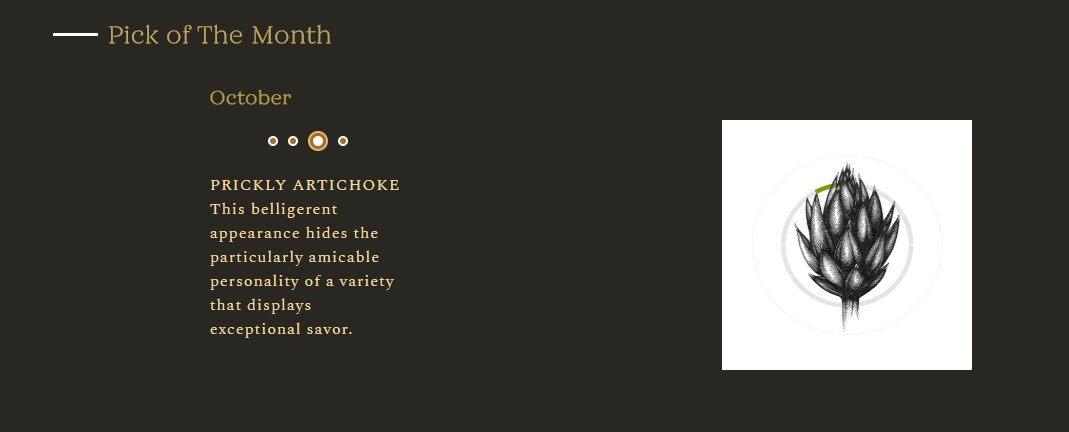 Pick of The Month
October
PRICKLY ARTICHOKE
This belligerent
appearance hides the
particularly amicable
personality of a variety
that displays
exceptional savor.